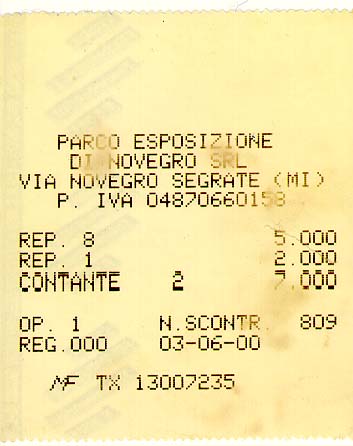 PARCO ESPOSIZIONE
DI NOVEGRO SRL
VIA NOVEGRO SEGRATE (MI)
P. IVA 04870660158
REP. 8 5.000
REP. 1 2.000
CONTANTE 2 7.000
OP. 1 N.SCONTR. 809
REG.000 03-06-00
MF TX 13007235